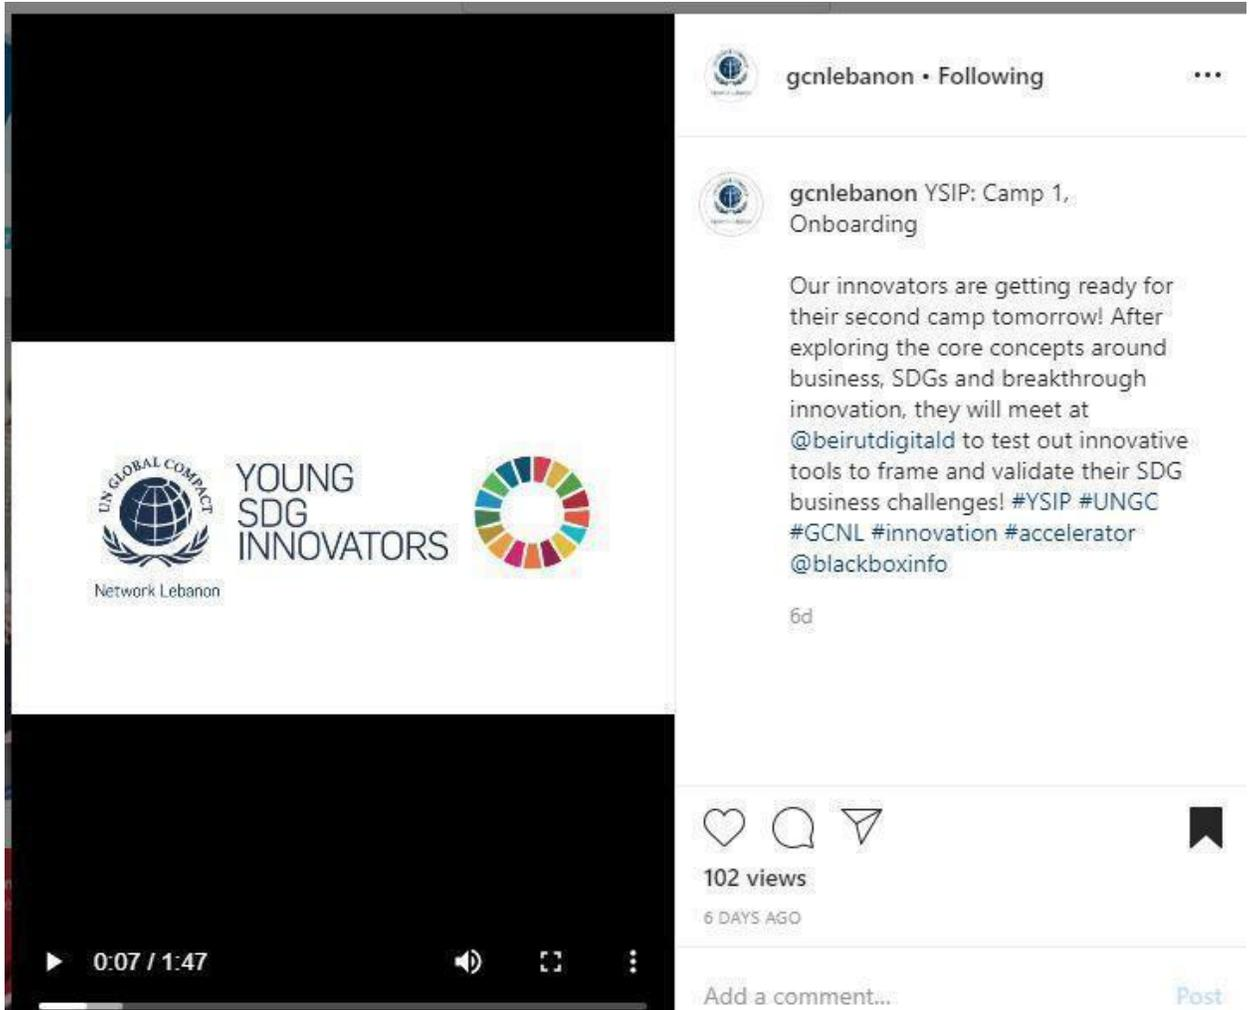 UN GLOBAL COMPACT
Network Lebanon
YOUNG
SDG
INNOVATORS
0:07 / 1:47
gcnlebanon • Following
gcnlebanon YSIP: Camp 1,
Onboarding
Our innovators are getting ready for
their second camp tomorrow! After
exploring the core concepts around
business, SDGs and breakthrough
innovation, they will meet at
@beirutdigitald to test out innovative
tools to frame and validate their SDG
business challenges! #YSIP #UNGC
#GCNL #innovation #accelerator
@blackboxinfo
6d
102 views
6 DAYS AGO
Add a comment...
Post